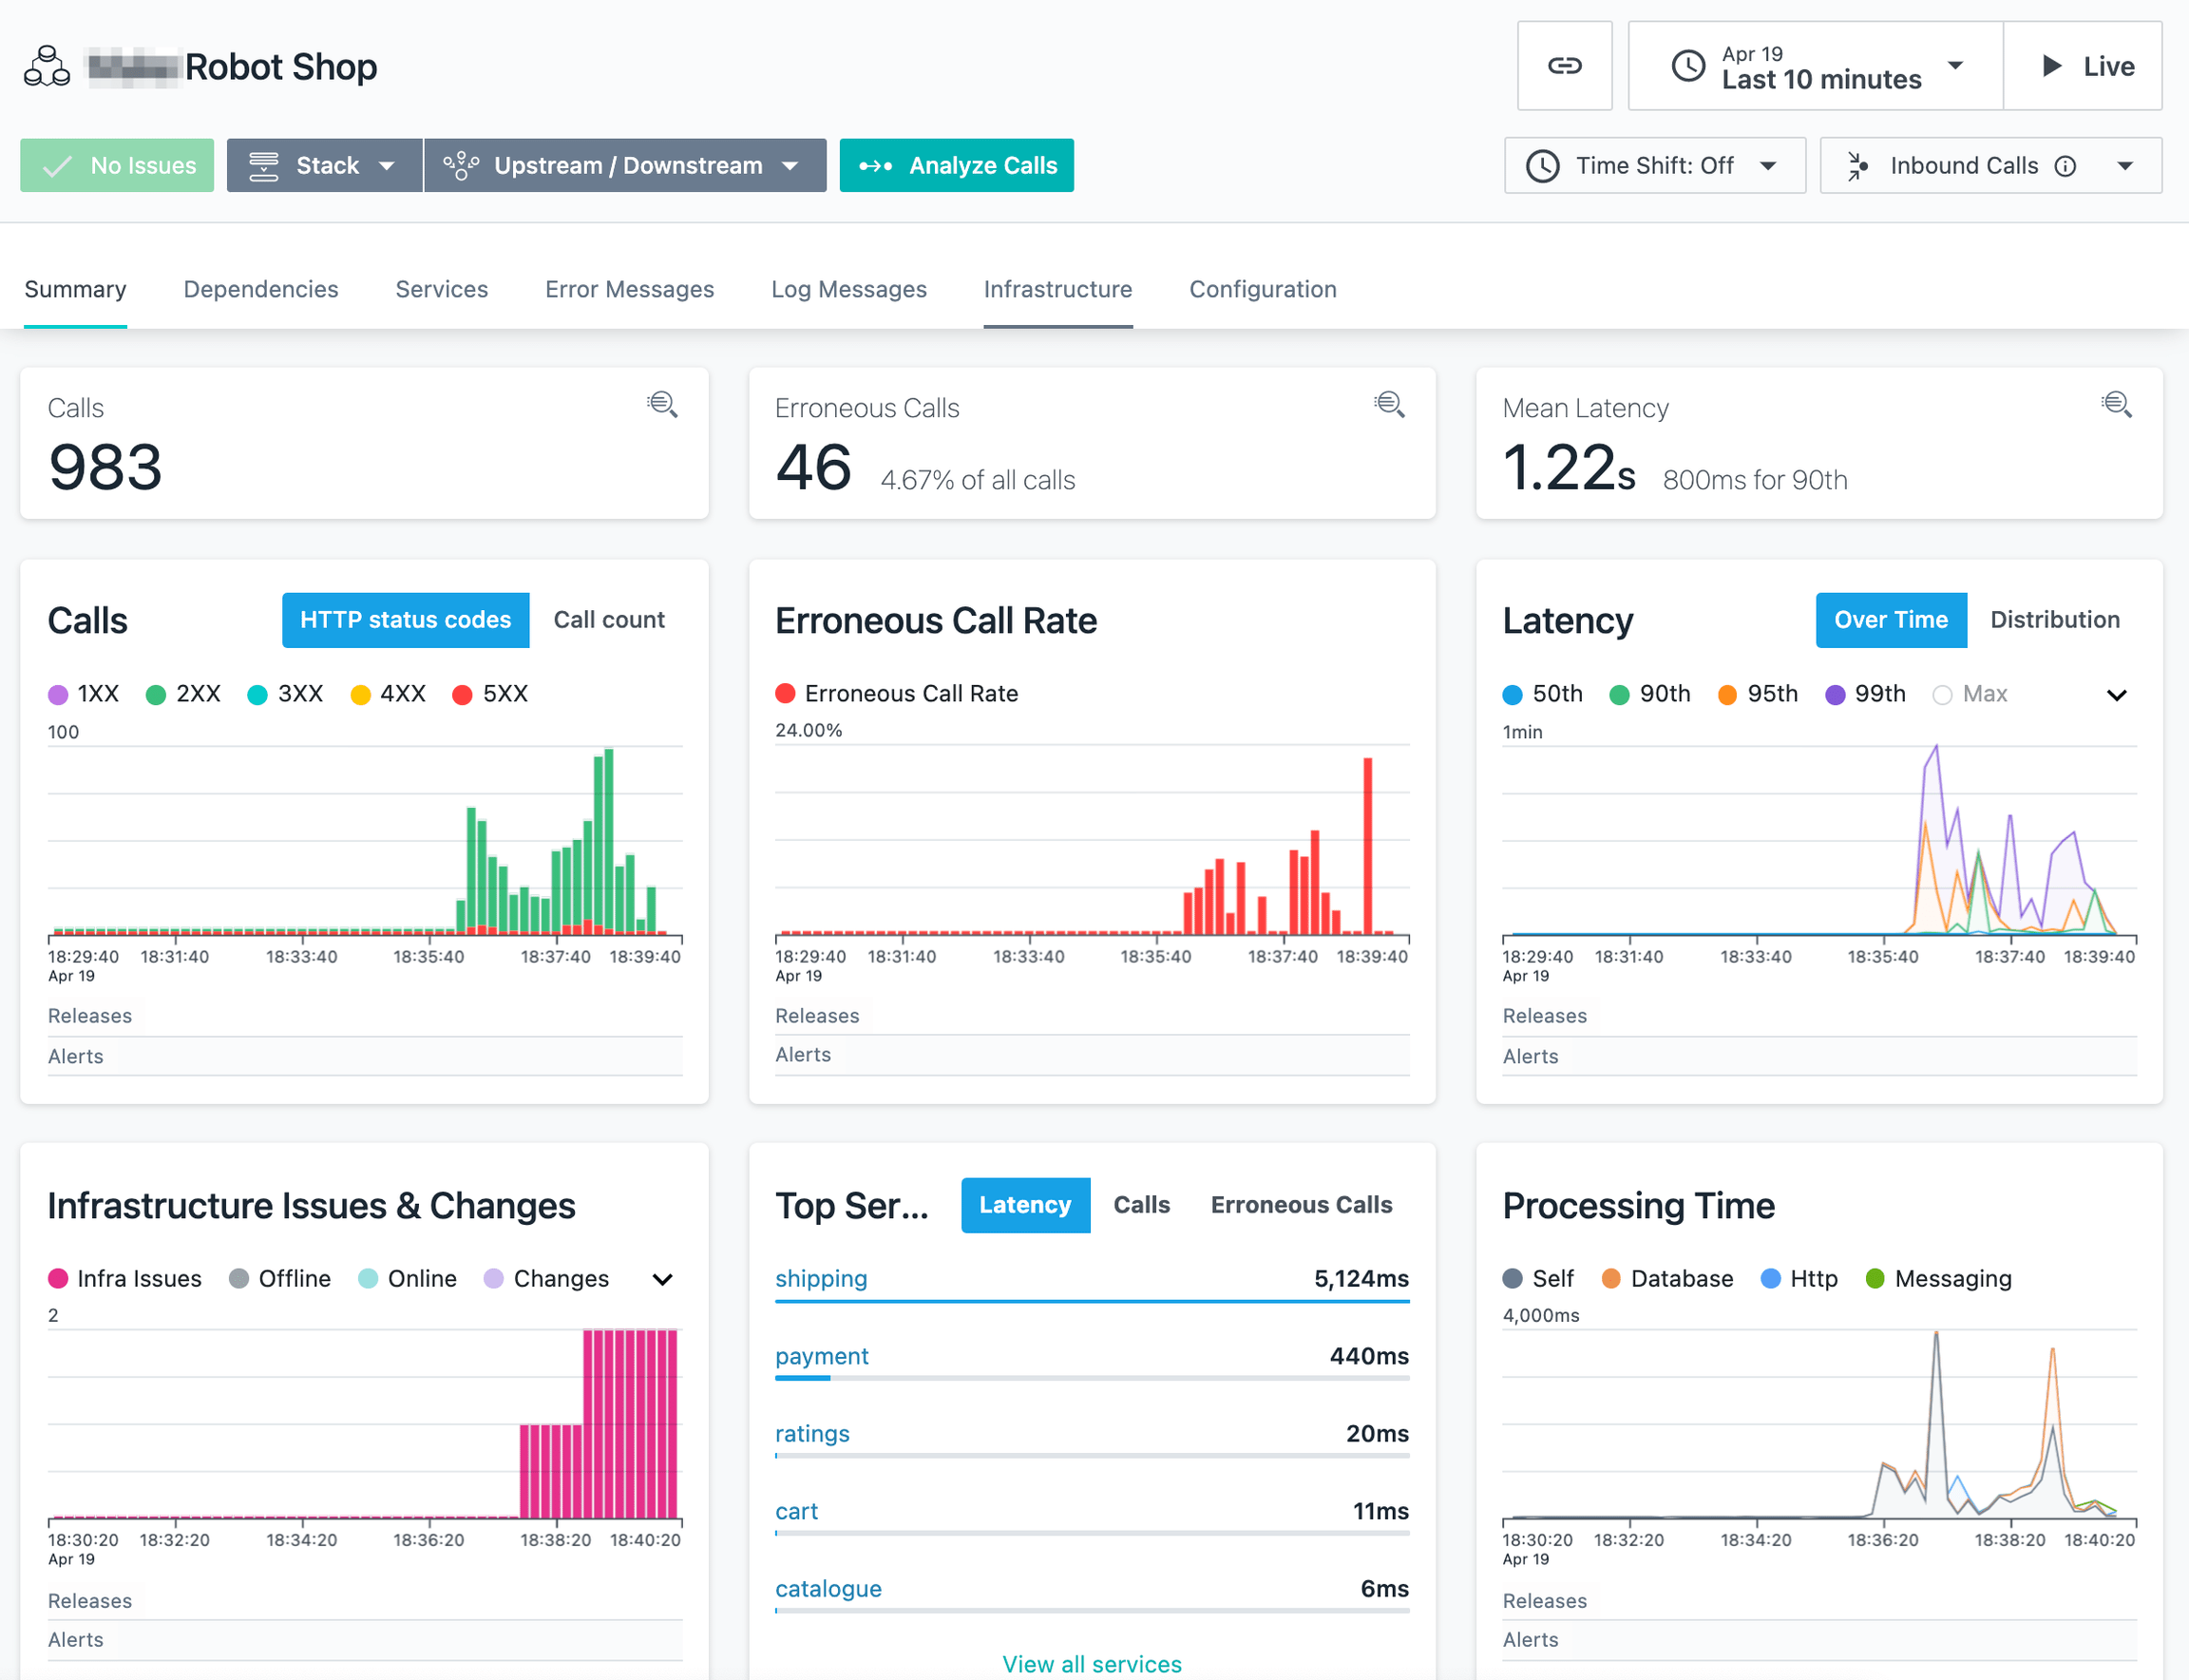 Robot Shop
Apr 19
Last 10 minutes
Live
No Issues
Stack
Upstream / Downstream
Analyze Calls
Time Shift: Off
Inbound Calls
Summary
Dependencies
Services
Error Messages
Log Messages
Infrastructure
Configuration
Calls
983
Erroneous Calls
46 4.67% of all calls
Mean Latency
1.22s 800ms for 90th
Calls
HTTP status codes
Call count
1XX 2XX 3XX 4XX 5XX
100
18:29:40 18:31:40 18:33:40 18:35:40 18:37:40 18:39:40
Apr 19
Releases
Alerts
Erroneous Call Rate
Erroneous Call Rate
24.00%
18:29:40 18:31:40 18:33:40 18:35:40 18:37:40 18:39:40
Apr 19
Releases
Alerts
Latency
Over Time
Distribution
50th 90th 95th 99th Max
1min
18:29:40 18:31:40 18:33:40 18:35:40 18:37:40 18:39:40
Apr 19
Releases
Alerts
Infrastructure Issues & Changes
Infra Issues Offline Online Changes
2
18:30:20 18:32:20 18:34:20 18:36:20 18:38:20 18:40:20
Apr 19
Releases
Alerts
Top Ser...
Latency
Calls
Erroneous Calls
shipping 5,124ms
payment 440ms
ratings 20ms
cart 11ms
catalogue 6ms
View all services
Processing Time
Self Database Http Messaging
4,000ms
18:30:20 18:32:20 18:34:20 18:36:20 18:38:20 18:40:20
Apr 19
Releases
Alerts